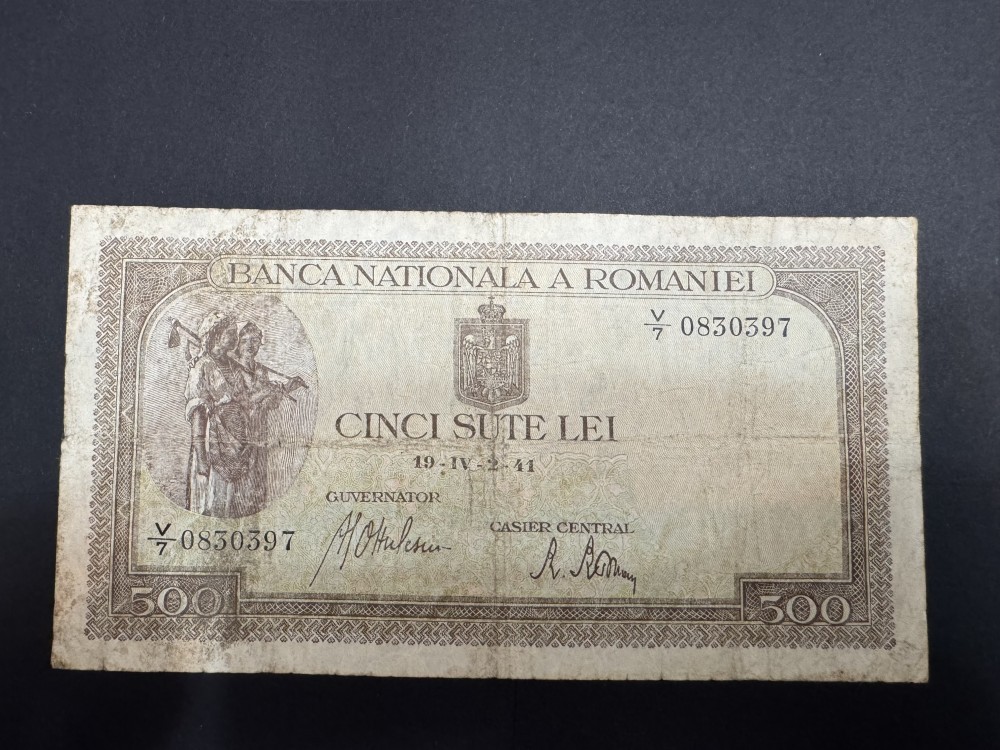 BANCA NATIONALA A ROMANIEI
V/7 0830397
CINCI SUTE LEI
19-IV-2-41
GUVERNATOR
CASIER CENTRAL
V/7 0830397
500
500